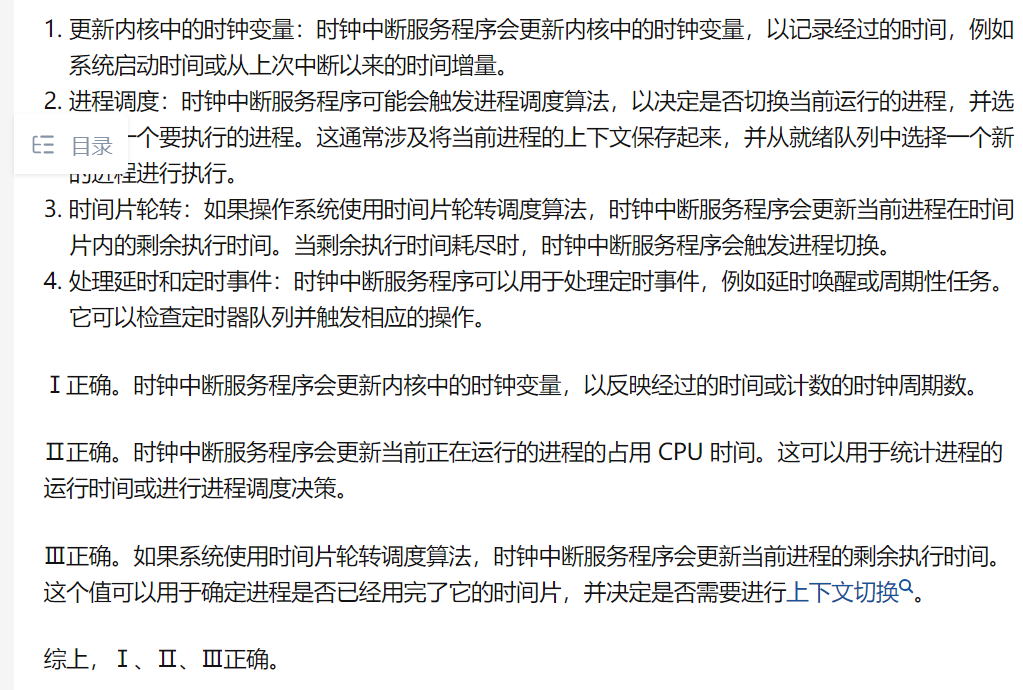 1. 更新内核中的时钟变量：时钟中断服务程序会更新内核中的时钟变量，以记录经过的时间，例如
系统启动时间或从上次中断以来的时间增量。
2. 进程调度：时钟中断服务程序可能会触发进程调度算法，以决定是否切换当前运行的进程，并选
目录
一个要执行的进程。这通常涉及将当前进程的上下文保存起来，并从就绪队列中选择一个新
的进程进行执行。
3. 时间片轮转：如果操作系统使用时间片轮转调度算法，时钟中断服务程序会更新当前进程在时间
片内的剩余执行时间。当剩余执行时间耗尽时，时钟中断服务程序会触发进程切换。
4. 处理延时和定时事件：时钟中断服务程序可以用于处理定时事件，例如延时唤醒或周期性任务。
它可以检查定时器队列并触发相应的操作。
Ⅰ正确。时钟中断服务程序会更新内核中的时钟变量，以反映经过的时间或计数的时钟周期数。
Ⅱ正确。时钟中断服务程序会更新当前正在运行的进程的占用 CPU 时间。这可以用于统计进程的
运行时间或进行进程调度决策。
Ⅲ正确。如果系统使用时间片轮转调度算法，时钟中断服务程序会更新当前进程的剩余执行时间。
这个值可以用于确定进程是否已经用完了它的时间片，并决定是否需要进行上下文切换。
综上，Ⅰ、Ⅱ、Ⅲ正确。